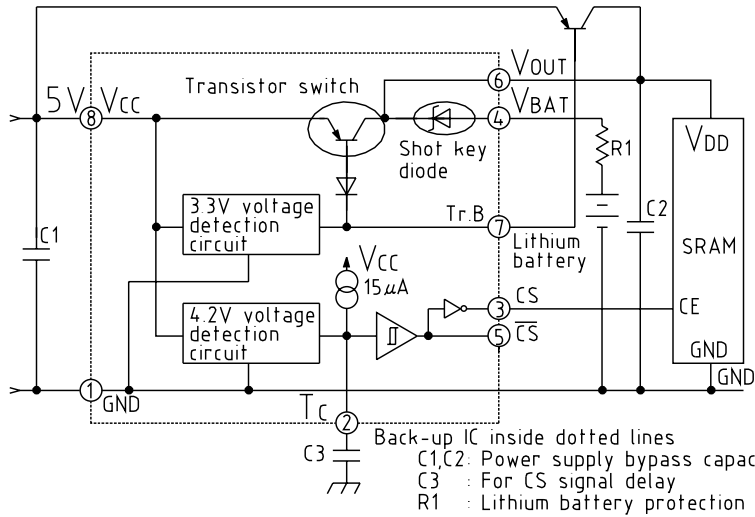 Transistor switch
VOUT
6
5V
VCC
8
VBAT
4
Shot key
diode
R1
VDD
3.3V voltage
detection
circuit
Tr.B
7
Lithium
battery
C1
C2
SRAM
VCC
15μA
4.2V voltage
detection
circuit
CS
3
CE
CS
5
GND
1
GND
GND
TC
2
C3
Back-up IC inside dotted lines
C1,C2: Power supply bypass capac
C3 : For CS signal delay
R1 : Lithium battery protection